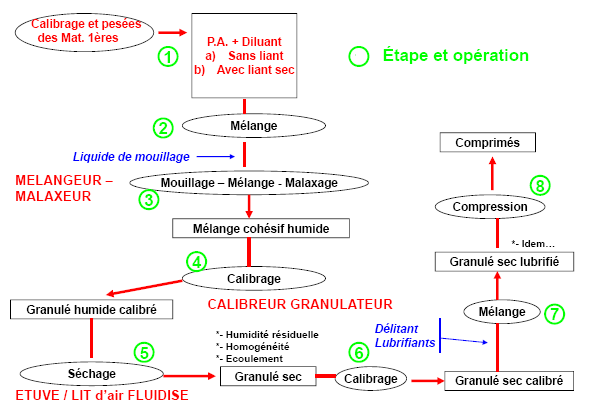 Calibrage et pesées
des Mat. 1ères
1
P.A. + Diluant
a) Sans liant
b) Avec liant sec
Étape et opération
2
Mélange
Liquide de mouillage
MELANGEUR –
MALAXEUR
Mouillage – Mélange - Malaxage
3
Mélange cohésif humide
4
Calibrage
Granulé humide calibré
CALIBREUR GRANULATEUR
5
Séchage
ETUVE / LIT d'air FLUIDISE
*- Humidité résiduelle
*- Homogénéité
*- Ecoulement
Granulé sec
6
Calibrage
Granulé sec calibré
Délitant
Lubrifiants
Mélange
7
Granulé sec lubrifié
*- Idem…
Compression
8
Comprimés